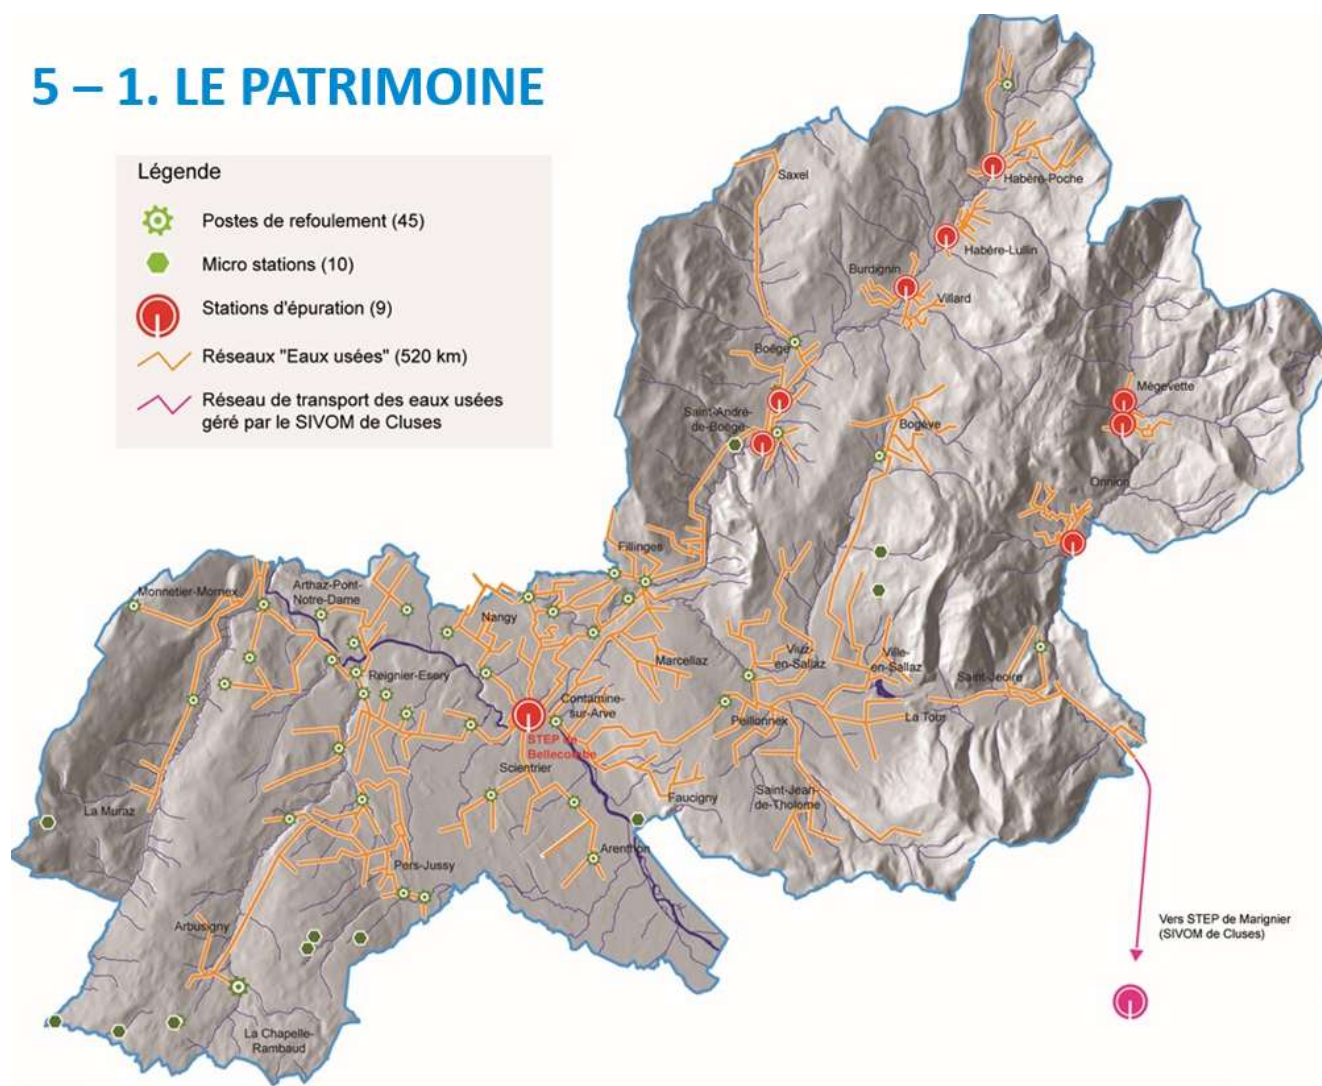 5 – 1. LE PATRIMOINE
Légende
Postes de refoulement (45)
Micro stations (10)
Stations d'épuration (9)
Réseaux "Eaux usées" (520 km)
Réseau de transport des eaux usées
géré par le SIVOM de Cluses
Saxel
Habère-Poche
Habère-Lullin
Burdignin
Villard
Boëge
Mégevette
Saint-André-
de-Boëge
Bogève
Onnion
Fillinges
Monnetier-Mornex
Arthaz-Pont-
Notre-Dame
Nangy
Marcellaz
Viuz-
en-Sallaz
Ville-
en-Sallaz
Reignier-Esery
Saint-Jeoire
Contamine-
sur-Arve
Peillonnex
La Tour
STEP de
Bellecombe
Scientrier
Faucigny
Saint-Jean-
de-Tholome
La Muraz
Arenthon
Pers-Jussy
Arbusigny
Vers STEP de Marignier
(SIVOM de Cluses)
La Chapelle-
Rambaud